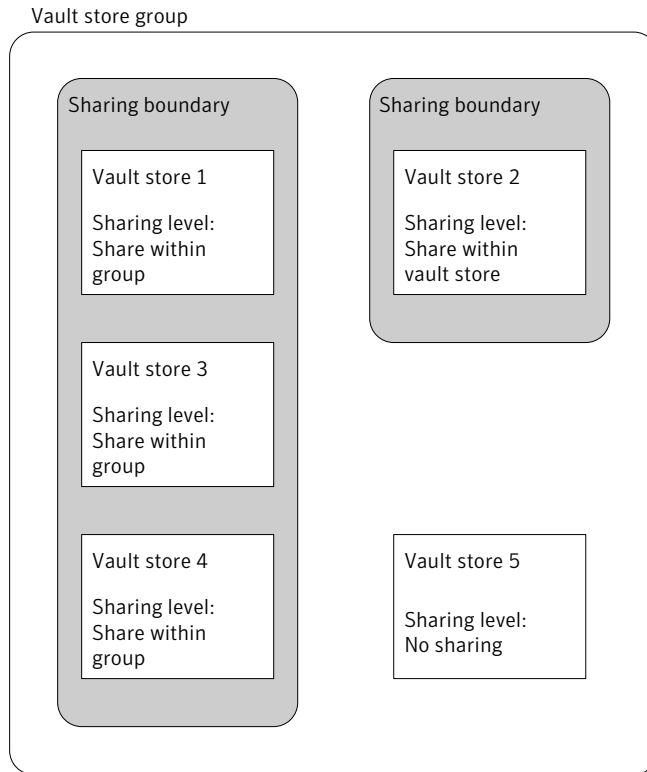 Vault store group
Sharing boundary
Vault store 1
Sharing level:
Share within
group
Vault store 3
Sharing level:
Share within
group
Vault store 4
Sharing level:
Share within
group
Sharing boundary
Vault store 2
Sharing level:
Share within
vault store
Vault store 5
Sharing level:
No sharing